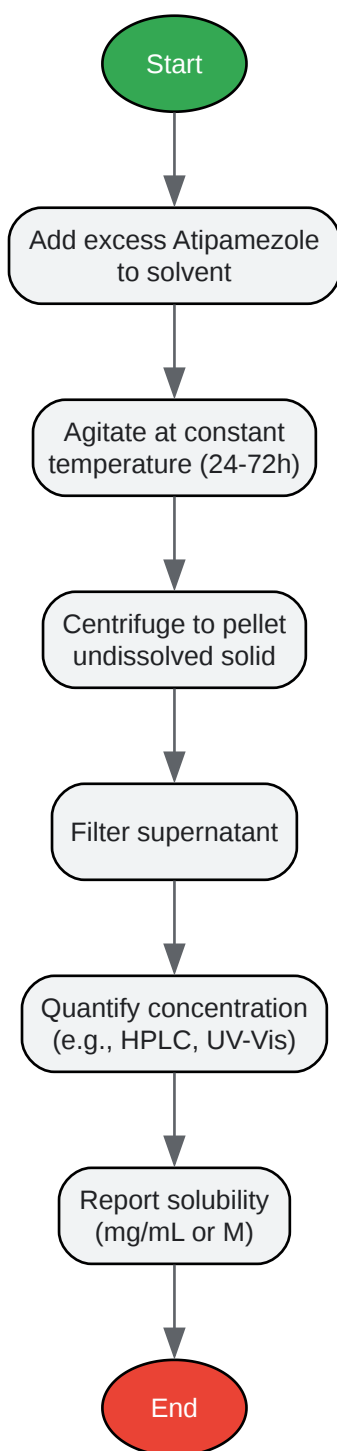 Start
Add excess Atipamezole
to solvent
Agitate at constant
temperature (24-72h)
Centrifuge to pellet
undissolved solid
Filter supernatant
Quantify concentration
(e.g., HPLC, UV-Vis)
Report solubility
(mg/mL or M)
End